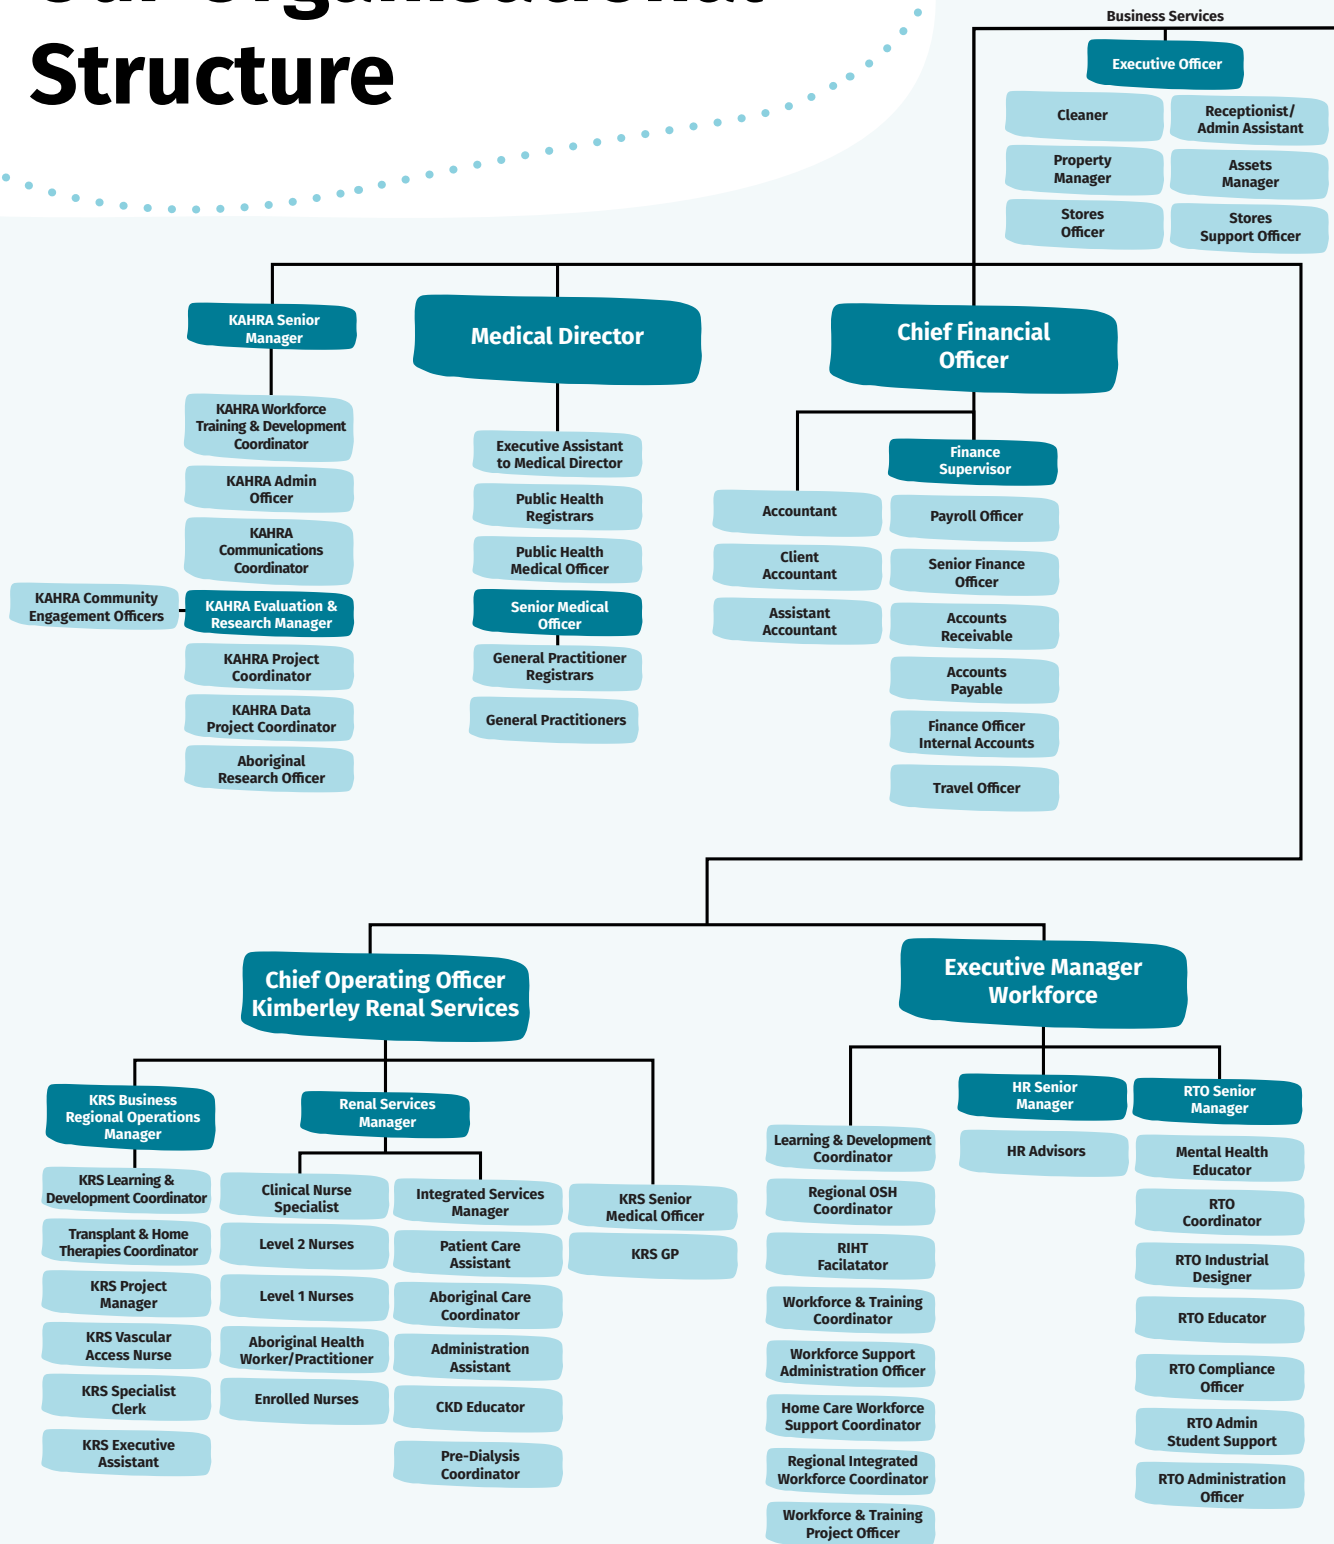 Our Organisational
Structure
Business Services
Executive Officer
Cleaner
Receptionist/
Admin Assistant
Property
Manager
Assets
Manager
Stores
Officer
Stores
Support Officer
KAHRA Senior
Manager
KAHRA Workforce
Training & Development
Coordinator
KAHRA Admin
Officer
KAHRA
Communications
Coordinator
KAHRA Community
Engagement Officers
KAHRA Evaluation &
Research Manager
KAHRA Project
Coordinator
KAHRA Data
Project Coordinator
Aboriginal
Research Officer
Medical Director
Executive Assistant
to Medical Director
Public Health
Registrars
Public Health
Medical Officer
Senior Medical
Officer
General Practitioner
Registrars
General Practitioners
Chief Financial
Officer
Accountant
Client
Accountant
Assistant
Accountant
Finance
Supervisor
Payroll Officer
Senior Finance
Officer
Accounts
Receivable
Accounts
Payable
Finance Officer
Internal Accounts
Travel Officer
Chief Operating Officer
Kimberley Renal Services
KRS Business
Regional Operations
Manager
KRS Learning &
Development Coordinator
Transplant & Home
Therapies Coordinator
KRS Project
Manager
KRS Vascular
Access Nurse
KRS Specialist
Clerk
KRS Executive
Assistant
Renal Services
Manager
Clinical Nurse
Specialist
Level 2 Nurses
Level 1 Nurses
Aboriginal Health
Worker/Practitioner
Enrolled Nurses
Integrated Services
Manager
Patient Care
Assistant
Aboriginal Care
Coordinator
Administration
Assistant
CKD Educator
Pre-Dialysis
Coordinator
KRS Senior
Medical Officer
KRS GP
Executive Manager
Workforce
Learning & Development
Coordinator
Regional OSH
Coordinator
RIHT
Facilatator
Workforce & Training
Coordinator
Workforce Support
Administration Officer
Home Care Workforce
Support Coordinator
Regional Integrated
Workforce Coordinator
Workforce & Training
Project Officer
HR Senior
Manager
HR Advisors
RTO Senior
Manager
Mental Health
Educator
RTO
Coordinator
RTO Industrial
Designer
RTO Educator
RTO Compliance
Officer
RTO Admin
Student Support
RTO Administration
Officer